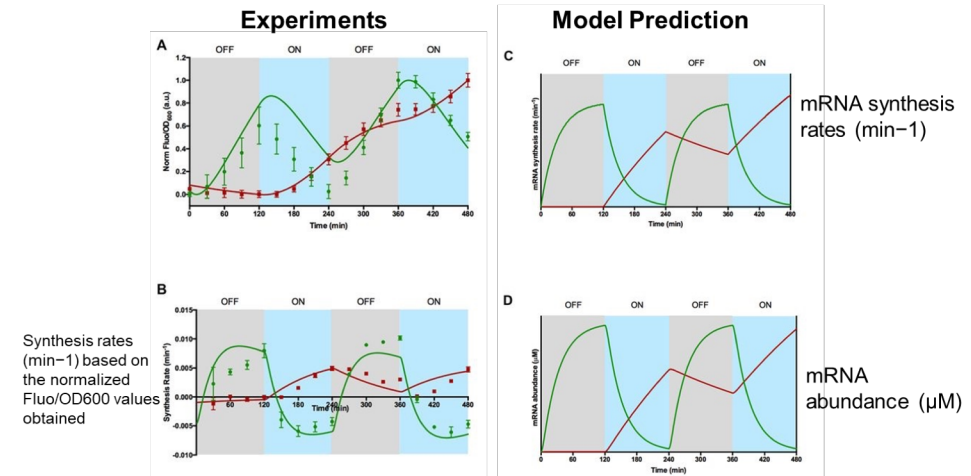 Experiments
Model Prediction
A
OFF ON OFF ON
Norm Fluo/OD600 (a.u.)
1.2
1.0
0.8
0.6
0.4
0.2
0.0
0 60 120 180 240 300 360 420 480
Time (min)
C
OFF ON OFF ON
mRNA synthesis rate (min⁻¹)
0 60 120 180 240 300 360 420 480
Time (min)
mRNA synthesis
rates (min−1)
B
OFF ON OFF ON
Synthesis Rate (min⁻¹)
0.015
0.010
0.005
0.000
-0.005
-0.010
60 120 180 240 300 360 420 480
Time (min)
Synthesis rates
(min−1) based on
the normalized
Fluo/OD600 values
obtained
D
OFF ON OFF ON
mRNA abundance (µM)
0 60 120 180 240 300 360 420 480
Time (min)
mRNA
abundance (µM)